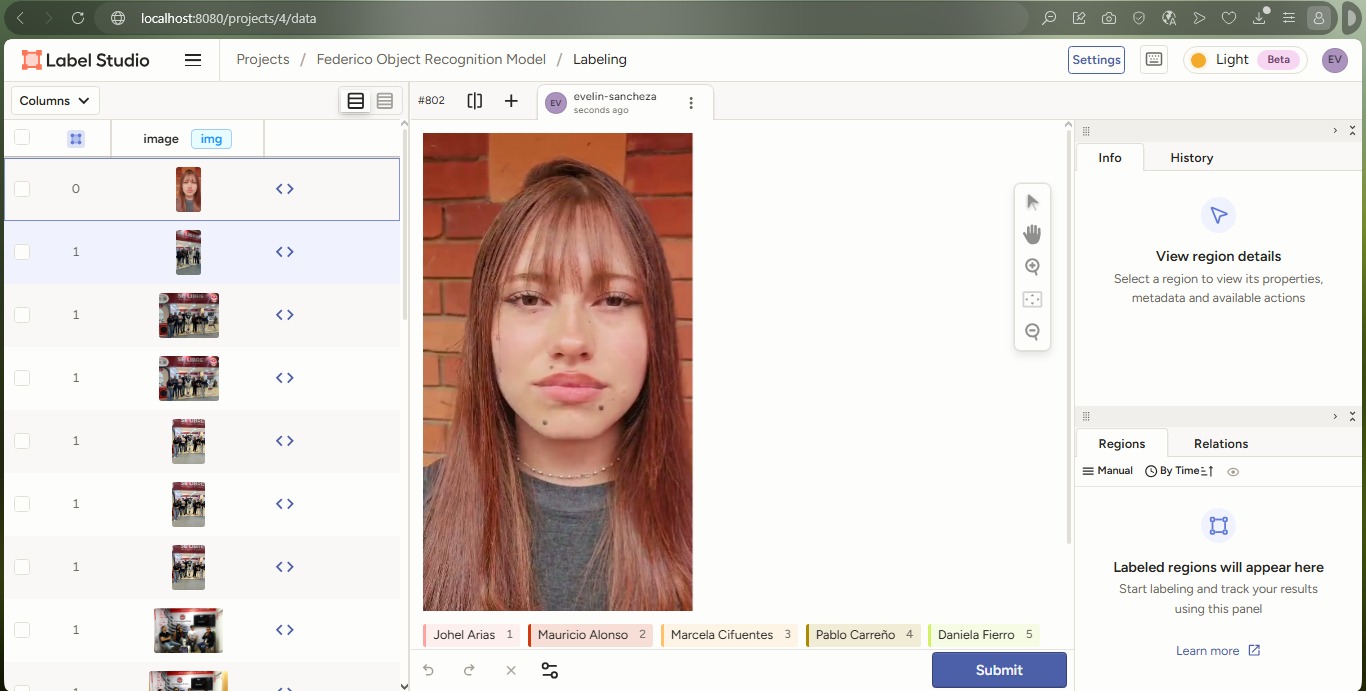 localhost:8080/projects/4/data
Label Studio
Projects / Federico Object Recognition Model / Labeling
Settings
Light Beta
EV
Columns
#802
EV
evelin-sancheza
seconds ago
image img
0
1
1
1
1
1
1
1
Johel Arias 1
Mauricio Alonso 2
Marcela Cifuentes 3
Pablo Carreño 4
Daniela Fierro 5
Submit
Info
History
View region details
Select a region to view its properties,
metadata and available actions
Regions
Relations
Manual
By Time
Labeled regions will appear here
Start labeling and track your results
using this panel
Learn more